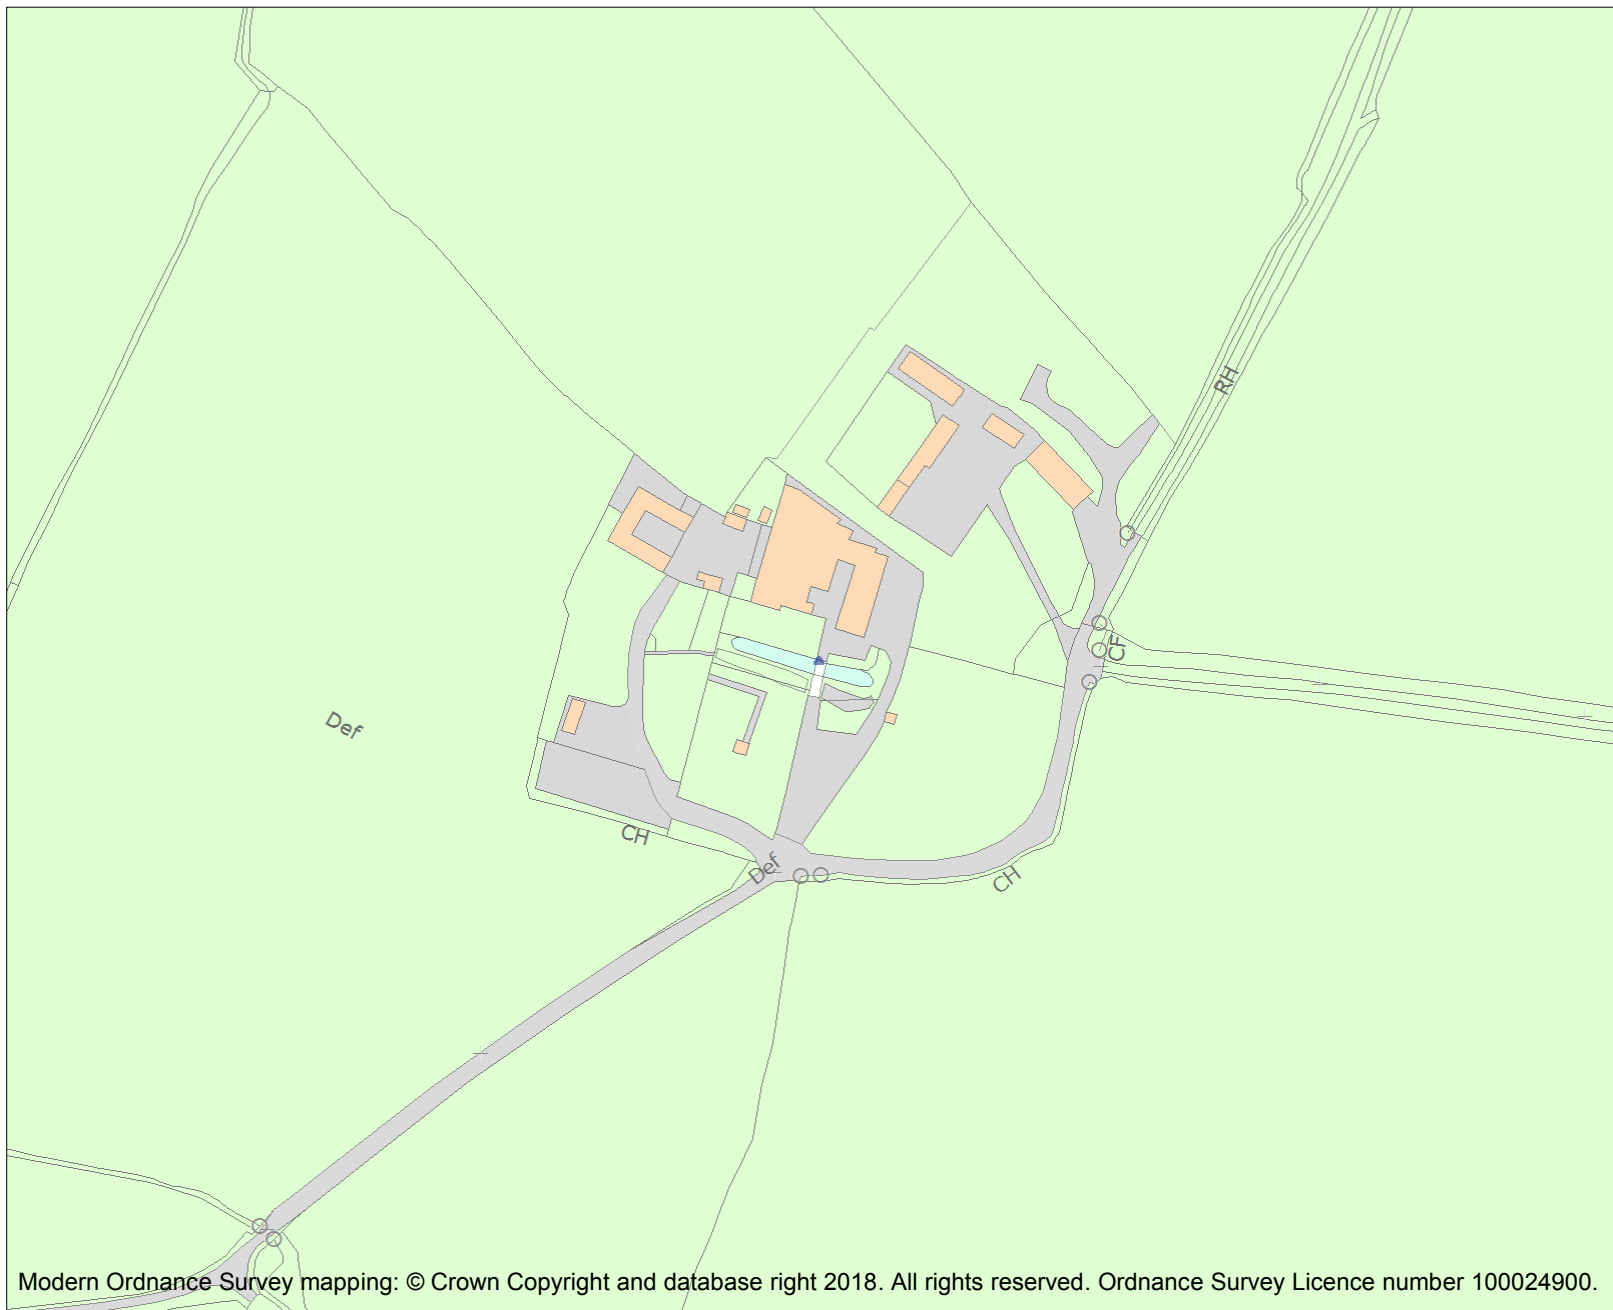 RH
CF
Def
CH
Def
CH
Modern Ordnance Survey mapping: © Crown Copyright and database right 2018. All rights reserved. Ordnance Survey Licence number 100024900.